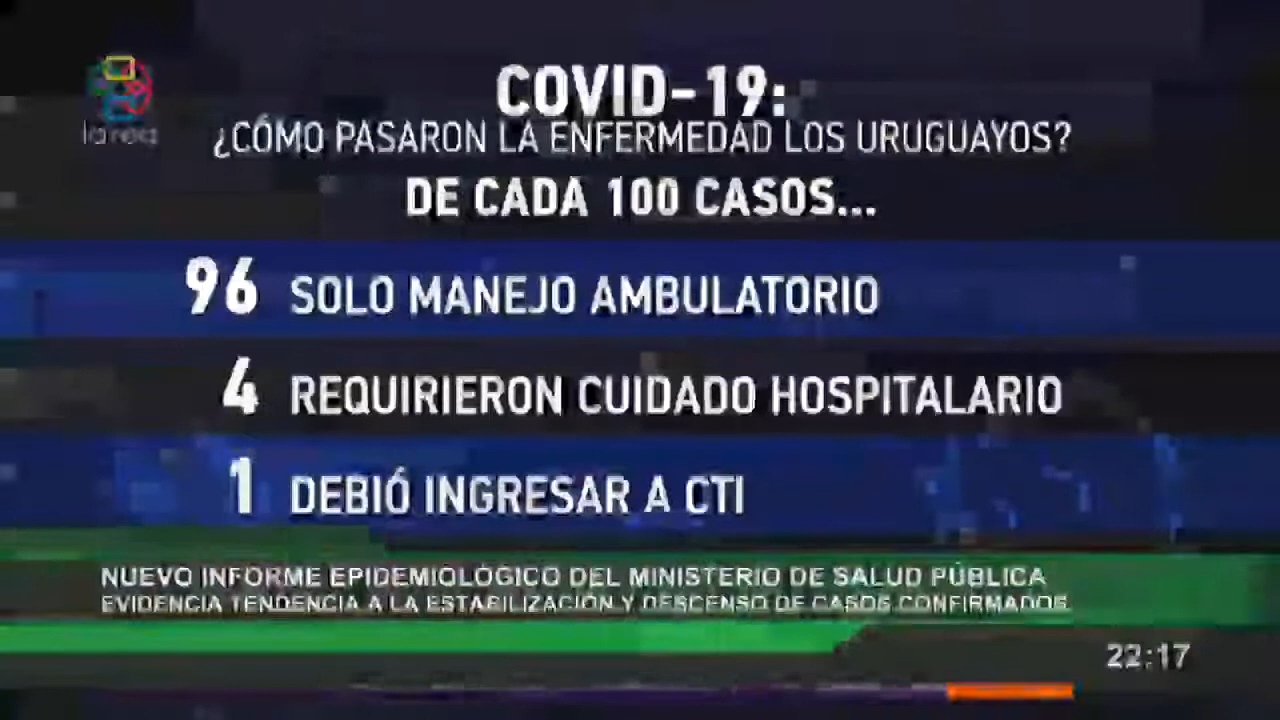 la red
COVID-19:
¿CÓMO PASARON LA ENFERMEDAD LOS URUGUAYOS?
DE CADA 100 CASOS...
96 SOLO MANEJO AMBULATORIO
4 REQUIRIERON CUIDADO HOSPITALARIO
1 DEBIÓ INGRESAR A CTI
NUEVO INFORME EPIDEMIOLÓGICO DEL MINISTERIO DE SALUD PÚBLICA
EVIDENCIA TENDENCIA A LA ESTABILIZACIÓN Y DESCENSO DE CASOS CONFIRMADOS
22:17